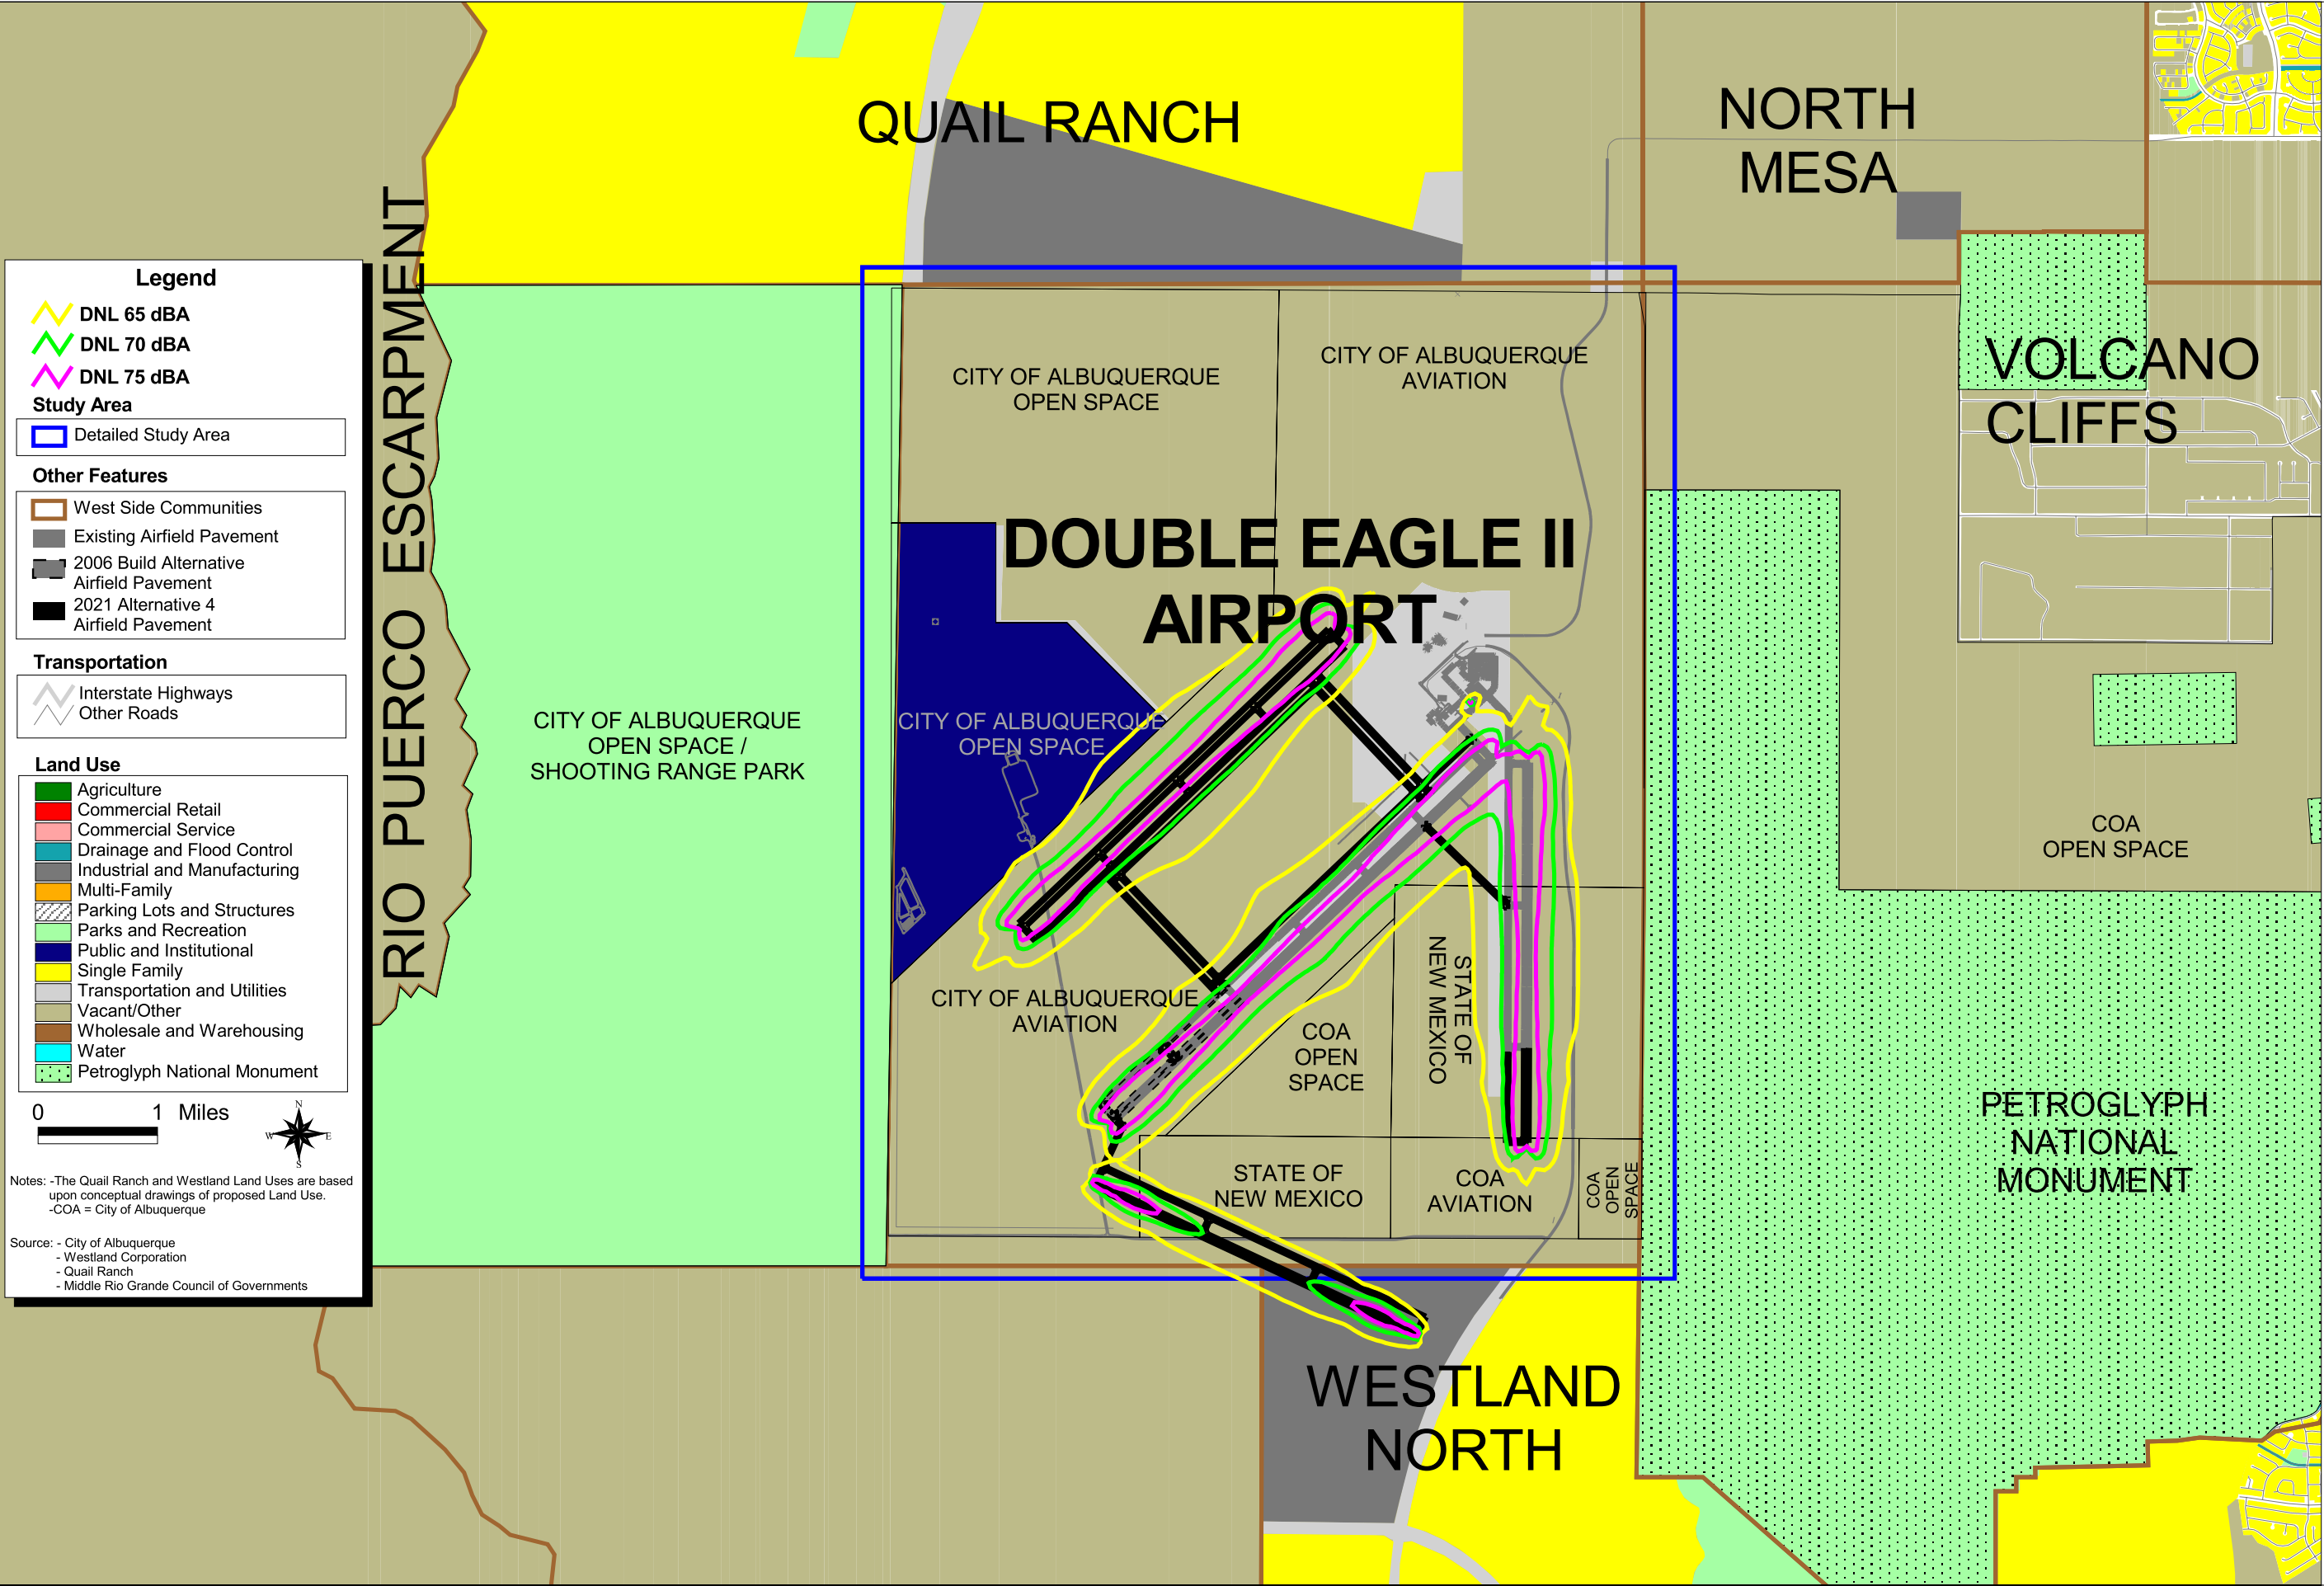 QUAIL RANCH
NORTH
MESA
RIO PUERCO ESCARPMENT
VOLCANO
CLIFFS
Legend
DNL 65 dBA
DNL 70 dBA
DNL 75 dBA
Study Area
Detailed Study Area
Other Features
West Side Communities
Existing Airfield Pavement
2006 Build Alternative
Airfield Pavement
2021 Alternative 4
Airfield Pavement
Transportation
Interstate Highways
Other Roads
Land Use
Agriculture
Commercial Retail
Commercial Service
Drainage and Flood Control
Industrial and Manufacturing
Multi-Family
Parking Lots and Structures
Parks and Recreation
Public and Institutional
Single Family
Transportation and Utilities
Vacant/Other
Wholesale and Warehousing
Water
Petroglyph National Monument
0 1 Miles
N
W E
S
Notes: -The Quail Ranch and Westland Land Uses are based
upon conceptual drawings of proposed Land Use.
-COA = City of Albuquerque
Source: - City of Albuquerque
- Westland Corporation
- Quail Ranch
- Middle Rio Grande Council of Governments
CITY OF ALBUQUERQUE
OPEN SPACE
CITY OF ALBUQUERQUE
AVIATION
DOUBLE EAGLE II
AIRPORT
CITY OF ALBUQUERQUE
OPEN SPACE /
SHOOTING RANGE PARK
CITY OF ALBUQUERQUE
OPEN SPACE
COA
OPEN SPACE
CITY OF ALBUQUERQUE
AVIATION
COA
OPEN
SPACE
STATE OF
NEW MEXICO
STATE OF
NEW MEXICO
COA
AVIATION
COA
OPEN
SPACE
PETROGLYPH
NATIONAL
MONUMENT
WESTLAND
NORTH